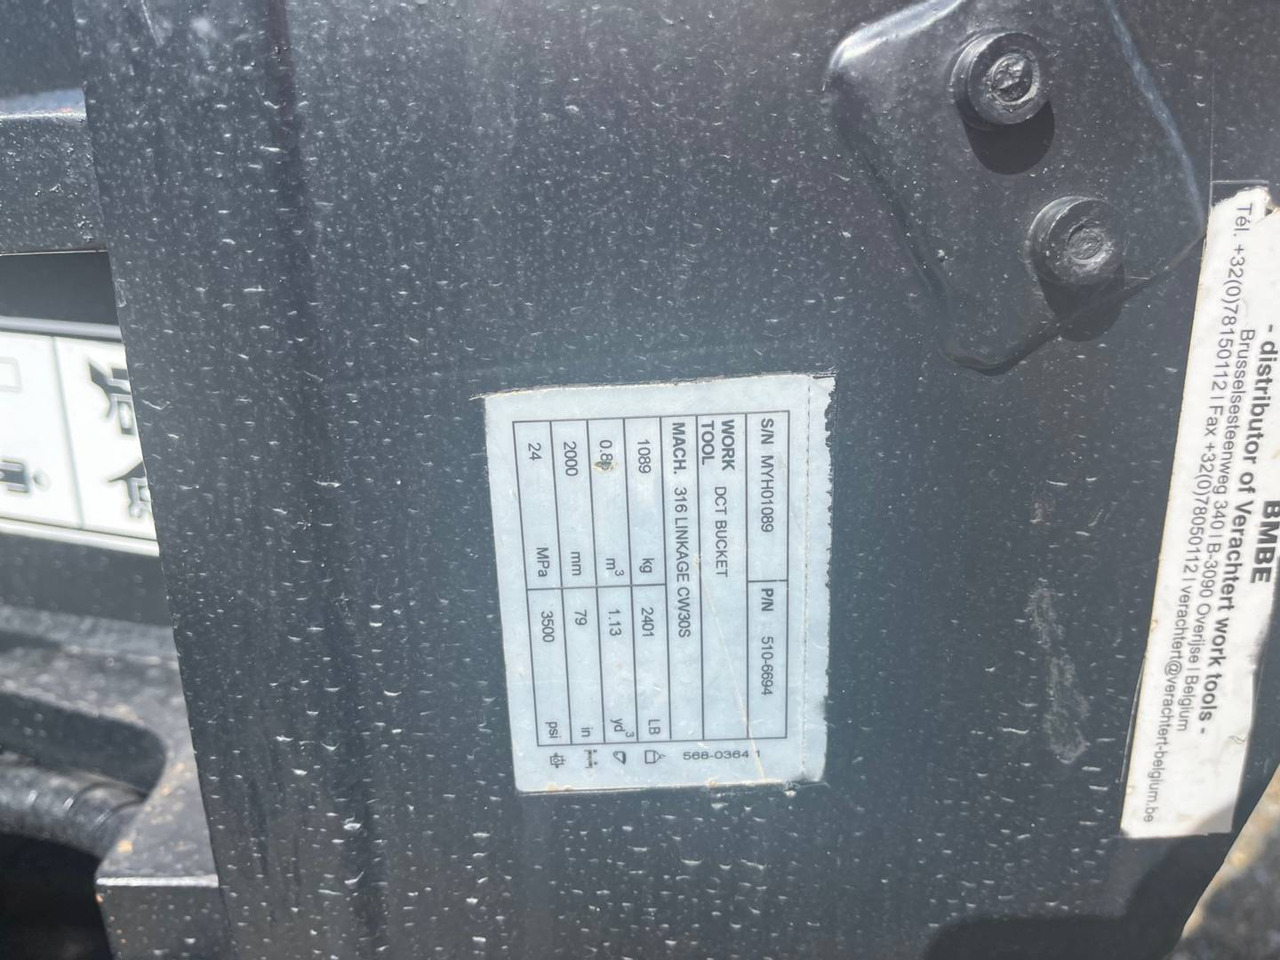 S/N MYH01089 P/N 510-6694
WORK TOOL DCT BUCKET
MACH. 316 LINKAGE CW30S
1089 kg 2401 LB
m³ 1.13 yd³
2000 mm 79 in
24 MPa 3500 psi
568-0364 1
BMBE
- distributor of Verachtert work tools -
Brusselsesteenweg 340 | B-3090 Overijse | Belgium
Tél. +32(0)78150112 | Fax +32(0)78050112 | verachtert@verachtert-belgium.be